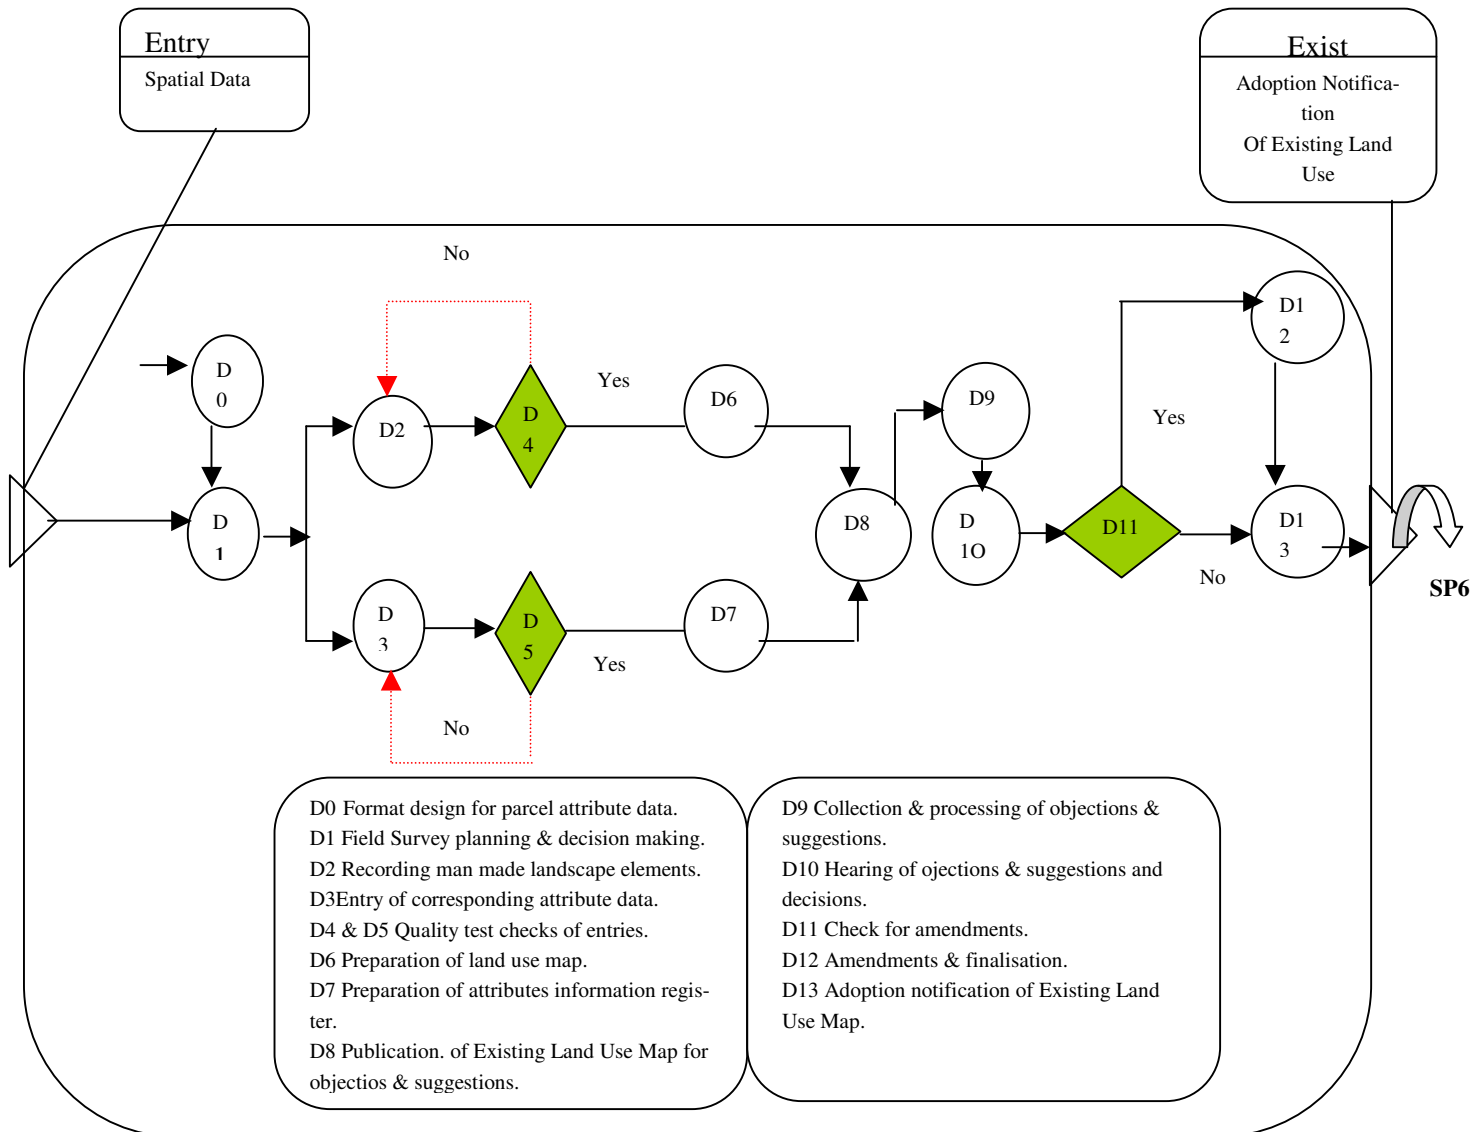 Entry
Spatial Data
Exist
Adoption Notifica-
tion
Of Existing Land
Use
No
D
0
D
1
D2
D
4
Yes
D6
D
3
D
5
Yes
D7
No
D8
D9
D
1O
D11
Yes
No
D1
2
D1
3
SP6
D0 Format design for parcel attribute data.
D1 Field Survey planning & decision making.
D2 Recording man made landscape elements.
D3Entry of corresponding attribute data.
D4 & D5 Quality test checks of entries.
D6 Preparation of land use map.
D7 Preparation of attributes information regis-
ter.
D8 Publication. of Existing Land Use Map for
objectios & suggestions.
D9 Collection & processing of objections &
suggestions.
D10 Hearing of ojections & suggestions and
decisions.
D11 Check for amendments.
D12 Amendments & finalisation.
D13 Adoption notification of Existing Land
Use Map.